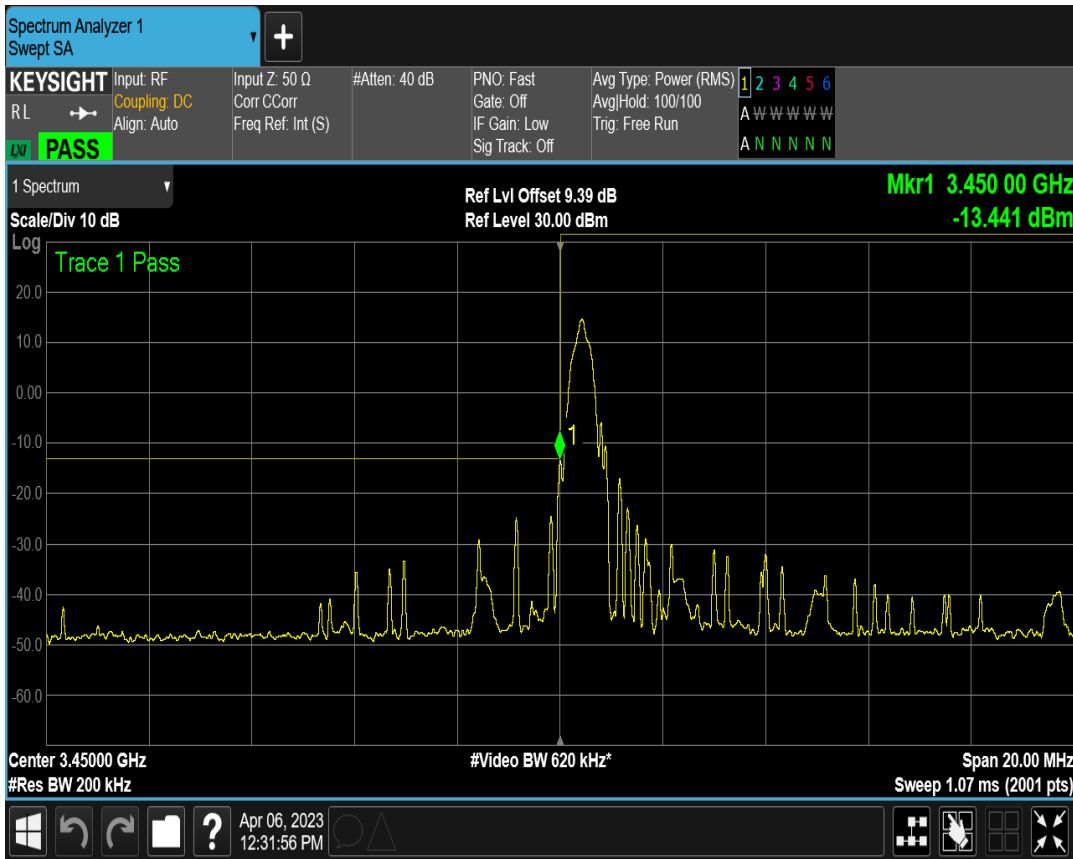 Spectrum Analyzer 1
Swept SA
+
KEYSIGHT
RL
LXI
PASS
Input: RF
Coupling: DC
Align: Auto
Input Z: 50 Ω
Corr CCorr
Freq Ref: Int (S)
#Atten: 40 dB
PNO: Fast
Gate: Off
IF Gain: Low
Sig Track: Off
Avg Type: Power (RMS)
Avg|Hold: 100/100
Trig: Free Run
1 2 3 4 5 6
A W W W W W
A N N N N N
1 Spectrum
Scale/Div 10 dB
Ref Lvl Offset 9.39 dB
Ref Level 30.00 dBm
Mkr1 3.450 00 GHz
-13.441 dBm
Log
Trace 1 Pass
20.0
10.0
0.00
-10.0
-20.0
-30.0
-40.0
-50.0
-60.0
1
Center 3.45000 GHz
#Res BW 200 kHz
#Video BW 620 kHz*
Span 20.00 MHz
Sweep 1.07 ms (2001 pts)
?
Apr 06, 2023
12:31:56 PM